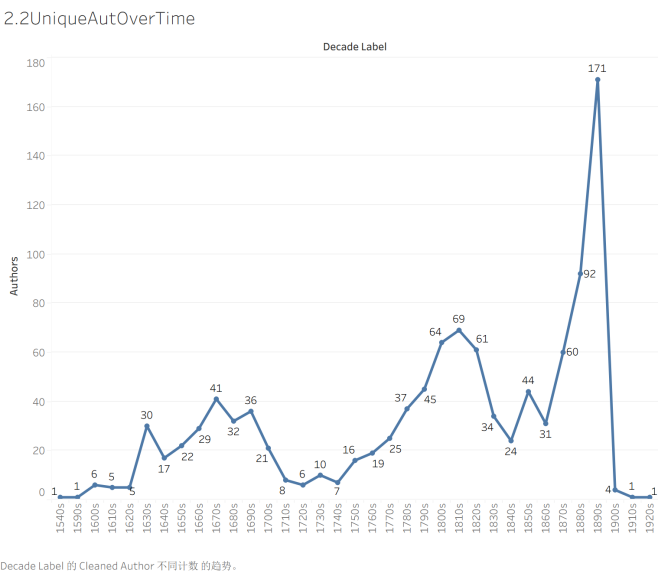 2.2UniqueAutOverTime
Decade Label
Authors
180
160
140
120
100
80
60
40
20
0
1
1
6
5
5
30
17
22
29
41
32
36
21
8
6
10
7
16
19
25
37
45
64
69
61
34
24
44
31
60
92
171
4
1
1
1540s
1590s
1600s
1610s
1620s
1630s
1640s
1650s
1660s
1670s
1680s
1690s
1700s
1710s
1720s
1730s
1740s
1750s
1760s
1770s
1780s
1790s
1800s
1810s
1820s
1830s
1840s
1850s
1860s
1870s
1880s
1890s
1900s
1910s
1920s
Decade Label 的 Cleaned Author 不同计数 的趋势。